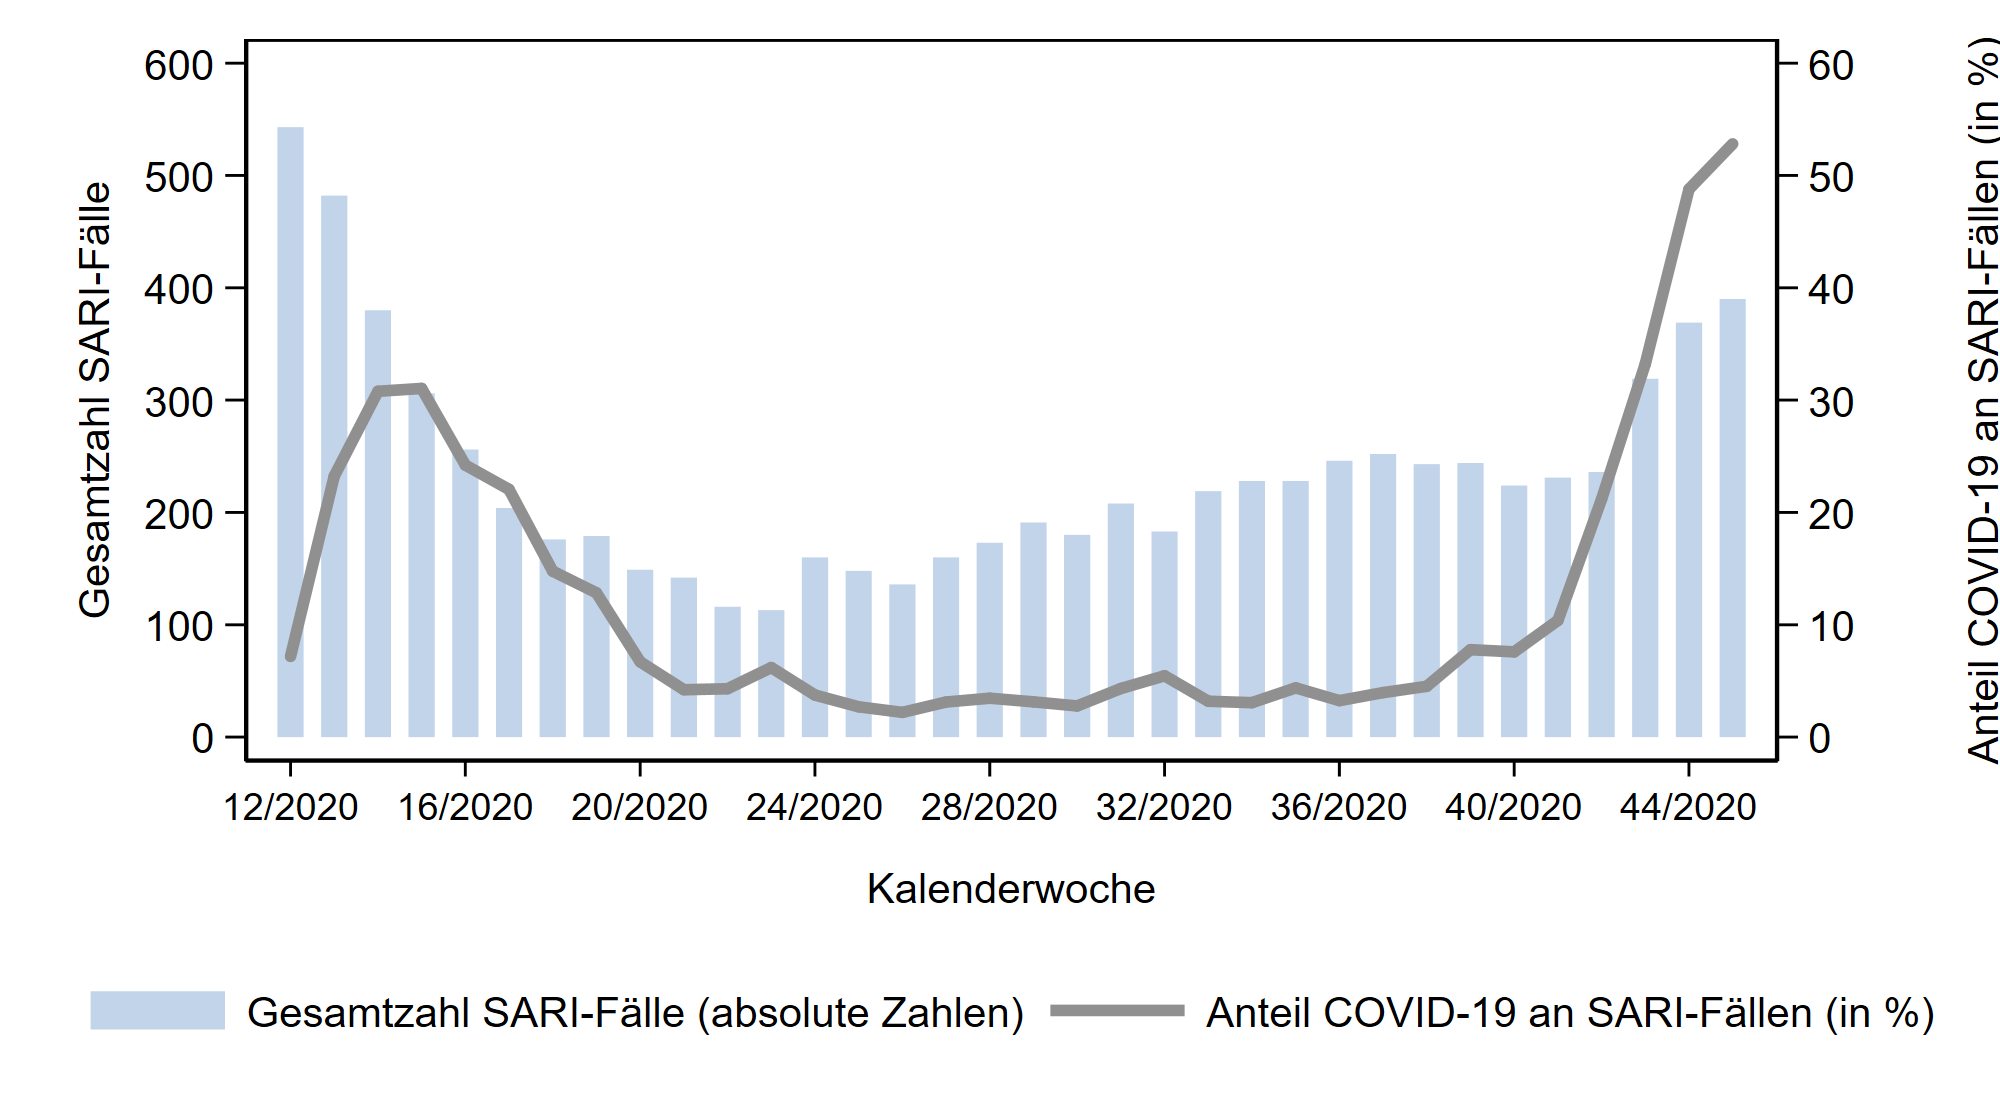 Gesamtzahl SARI-Fälle
600
500
400
300
200
100
0
60
50
40
30
20
10
0
Anteil COVID-19 an SARI-Fällen (in %)
12/2020 16/2020 20/2020 24/2020 28/2020 32/2020 36/2020 40/2020 44/2020
Kalenderwoche
Gesamtzahl SARI-Fälle (absolute Zahlen) Anteil COVID-19 an SARI-Fällen (in %)